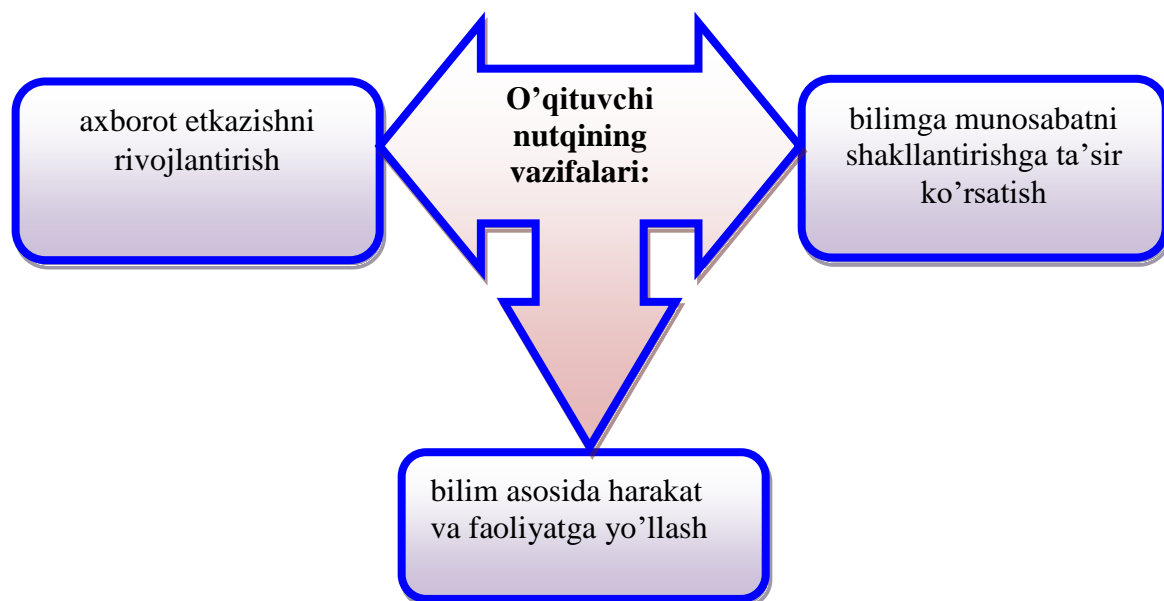 O’qituvchi
nutqining
vazifalari:
axborot etkazishni
rivojlantirish
bilimga munosabatni
shakllantirishga ta’sir
ko’rsatish
bilim asosida harakat
va faoliyatga yo’llash